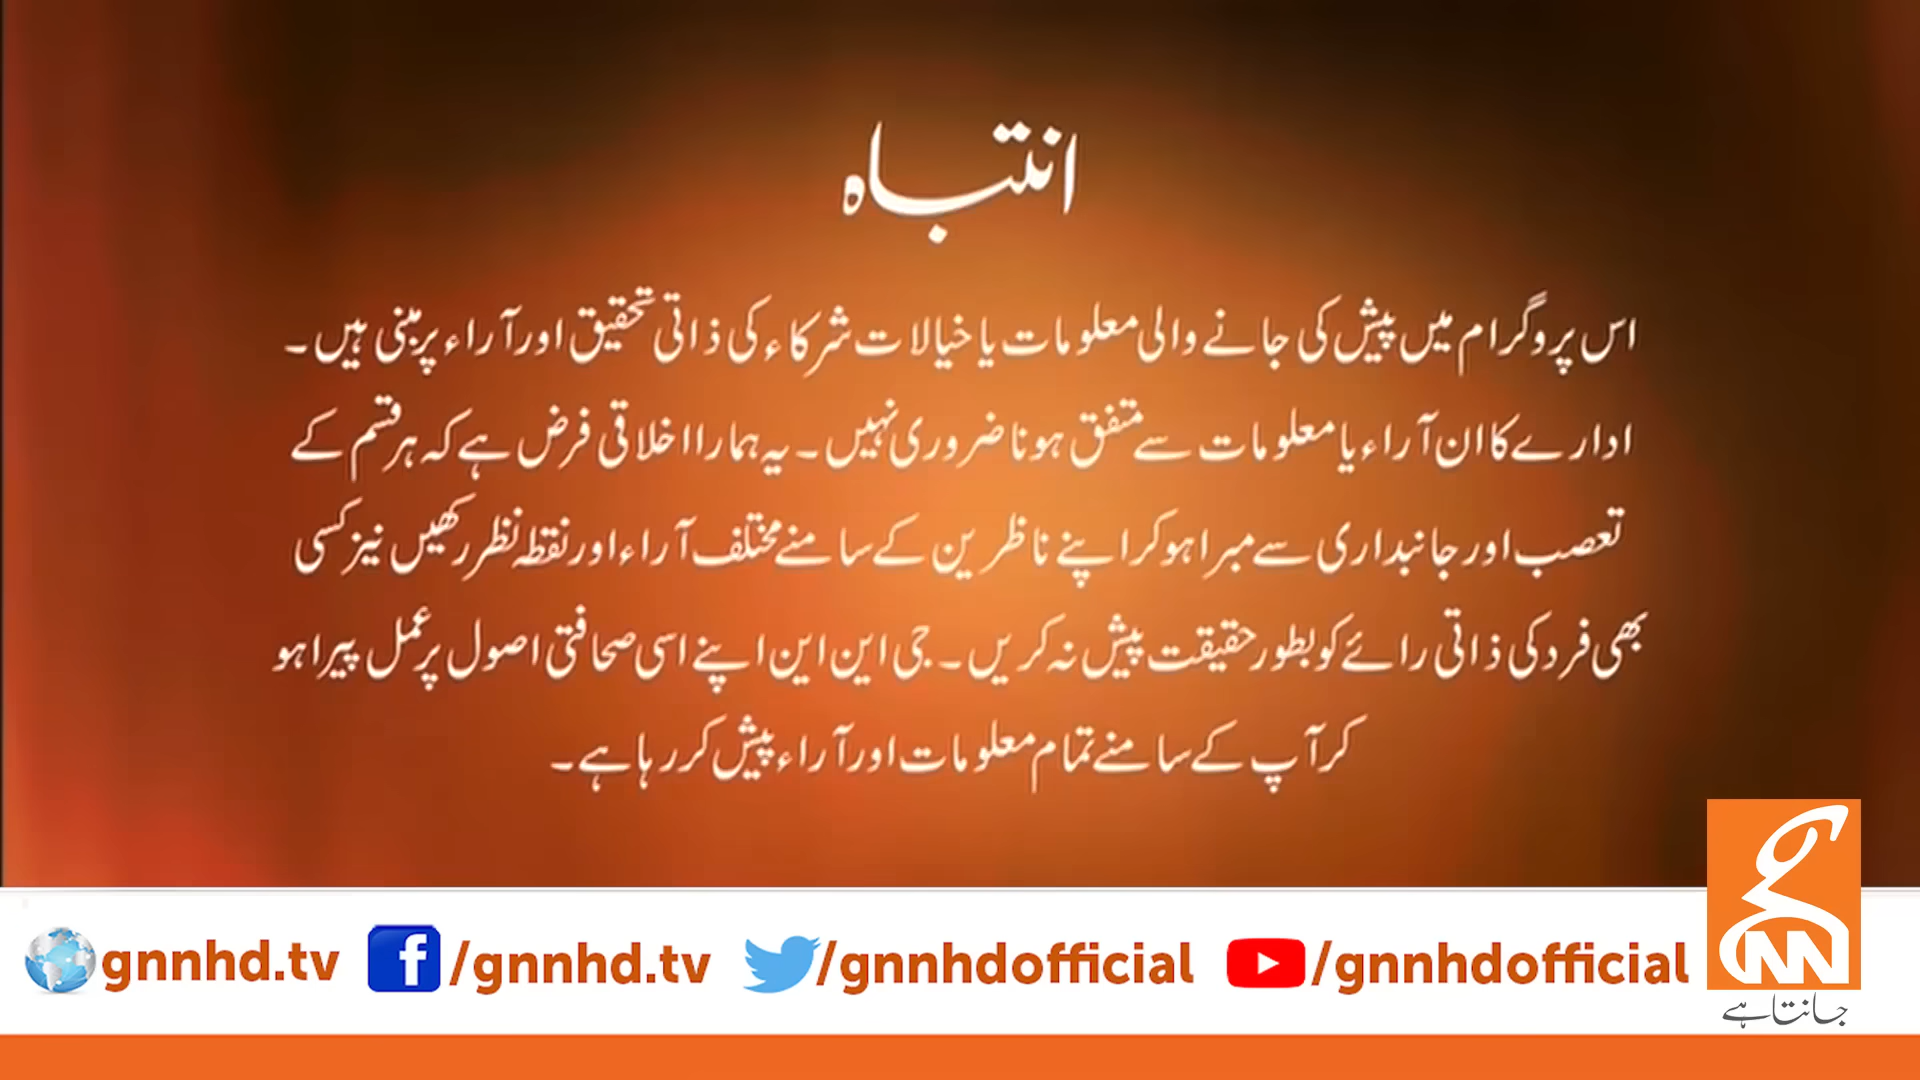 انتباہ
اس پروگرام میں پیش کی جانے والی معلومات یا خیالات شرکاء کی ذاتی تحقیق اور آراء پر مبنی ہیں۔
ادارے کا ان آراء یا معلومات سے متفق ہونا ضروری نہیں۔ یہ ہمارا اخلاقی فرض ہے کہ ہر قسم کے
تعصب اور جانبداری سے مبرا ہو کر اپنے ناظرین کے سامنے مختلف آراء اور نقطہ نظر رکھیں نیز کسی
بھی فرد کی ذاتی رائے کو بطور حقیقت پیش نہ کریں۔ جی این این اپنے اسی صحافتی اصول پر عمل پیرا ہو
کر آپ کے سامنے تمام معلومات اور آراء پیش کر رہا ہے۔
gnnhd.tv /gnnhd.tv /gnnhdofficial /gnnhdofficial
GNN
جانتا ہے